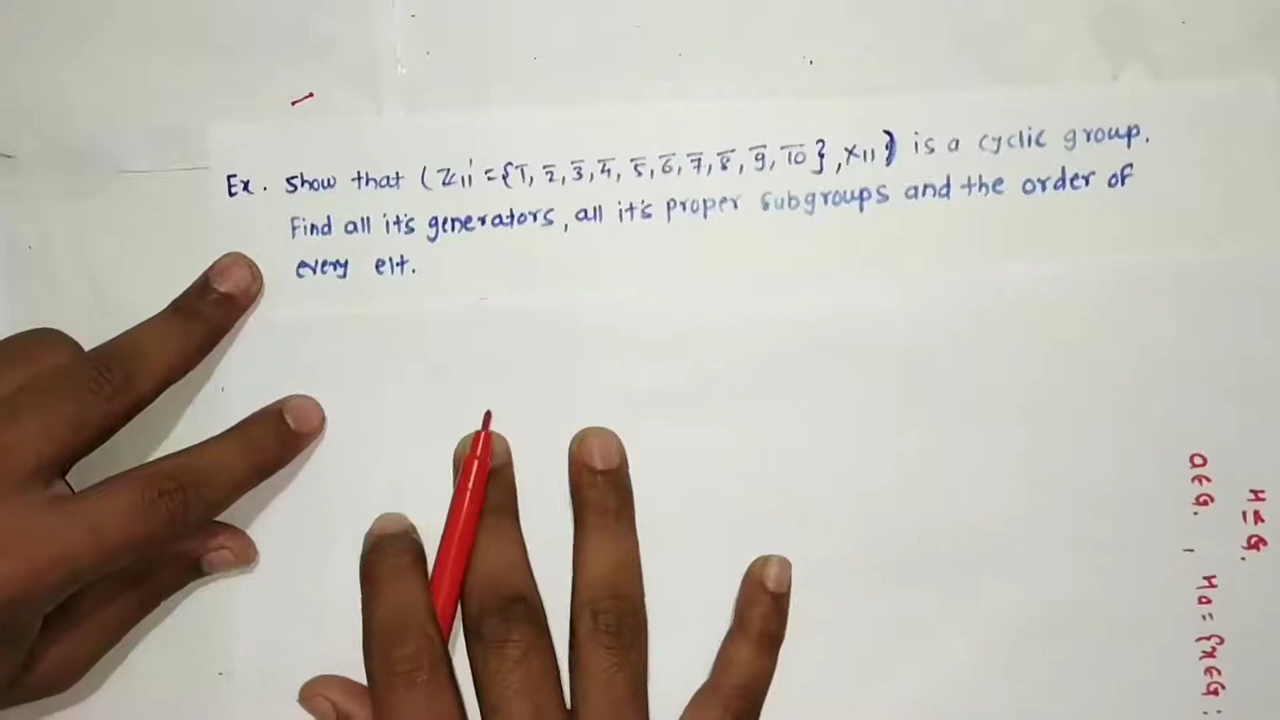 Ex. Show that (Z₁₁' = {1̅, 2̅, 3̅, 4̅, 5̅, 6̅, 7̅, 8̅, 9̅, 1̅0̅}, ×₁₁) is a cyclic group.
Find all it's generators, all it's proper subgroups and the order of
every elt.
H ≤ G.
a ∈ G. , Ha = {x ∈ G :